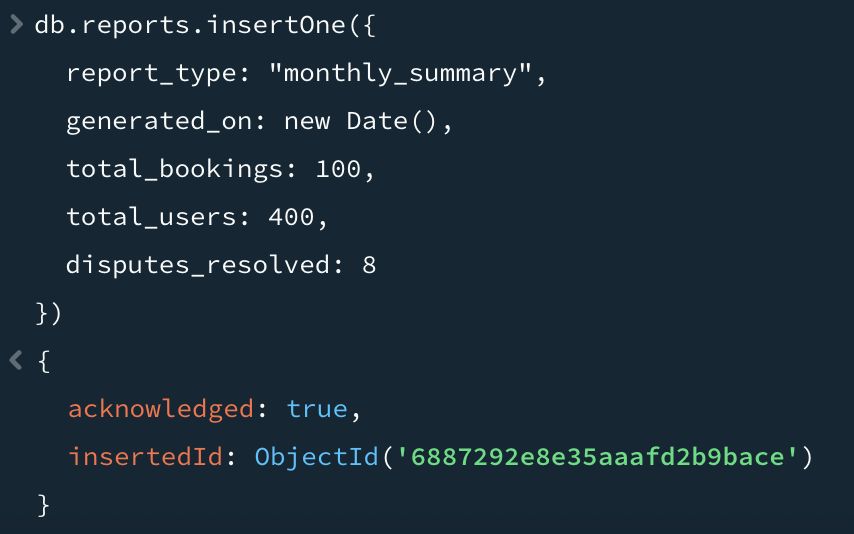 > db.reports.insertOne({
report_type: "monthly_summary",
generated_on: new Date(),
total_bookings: 100,
total_users: 400,
disputes_resolved: 8
})
< {
acknowledged: true,
insertedId: ObjectId('6887292e8e35aaafd2b9bace')
}